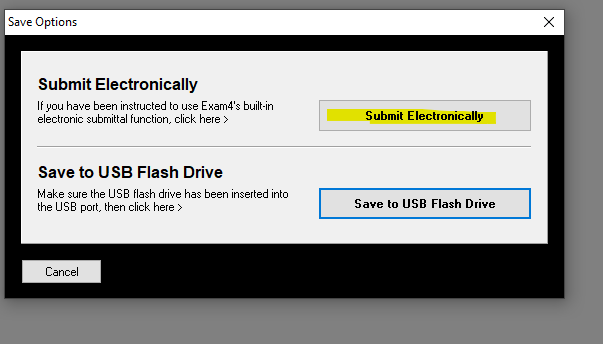 Save Options
Submit Electronically
If you have been instructed to use Exam4's built-in
electronic submittal function, click here >
Submit Electronically
Save to USB Flash Drive
Make sure the USB flash drive has been inserted into
the USB port, then click here >
Save to USB Flash Drive
Cancel